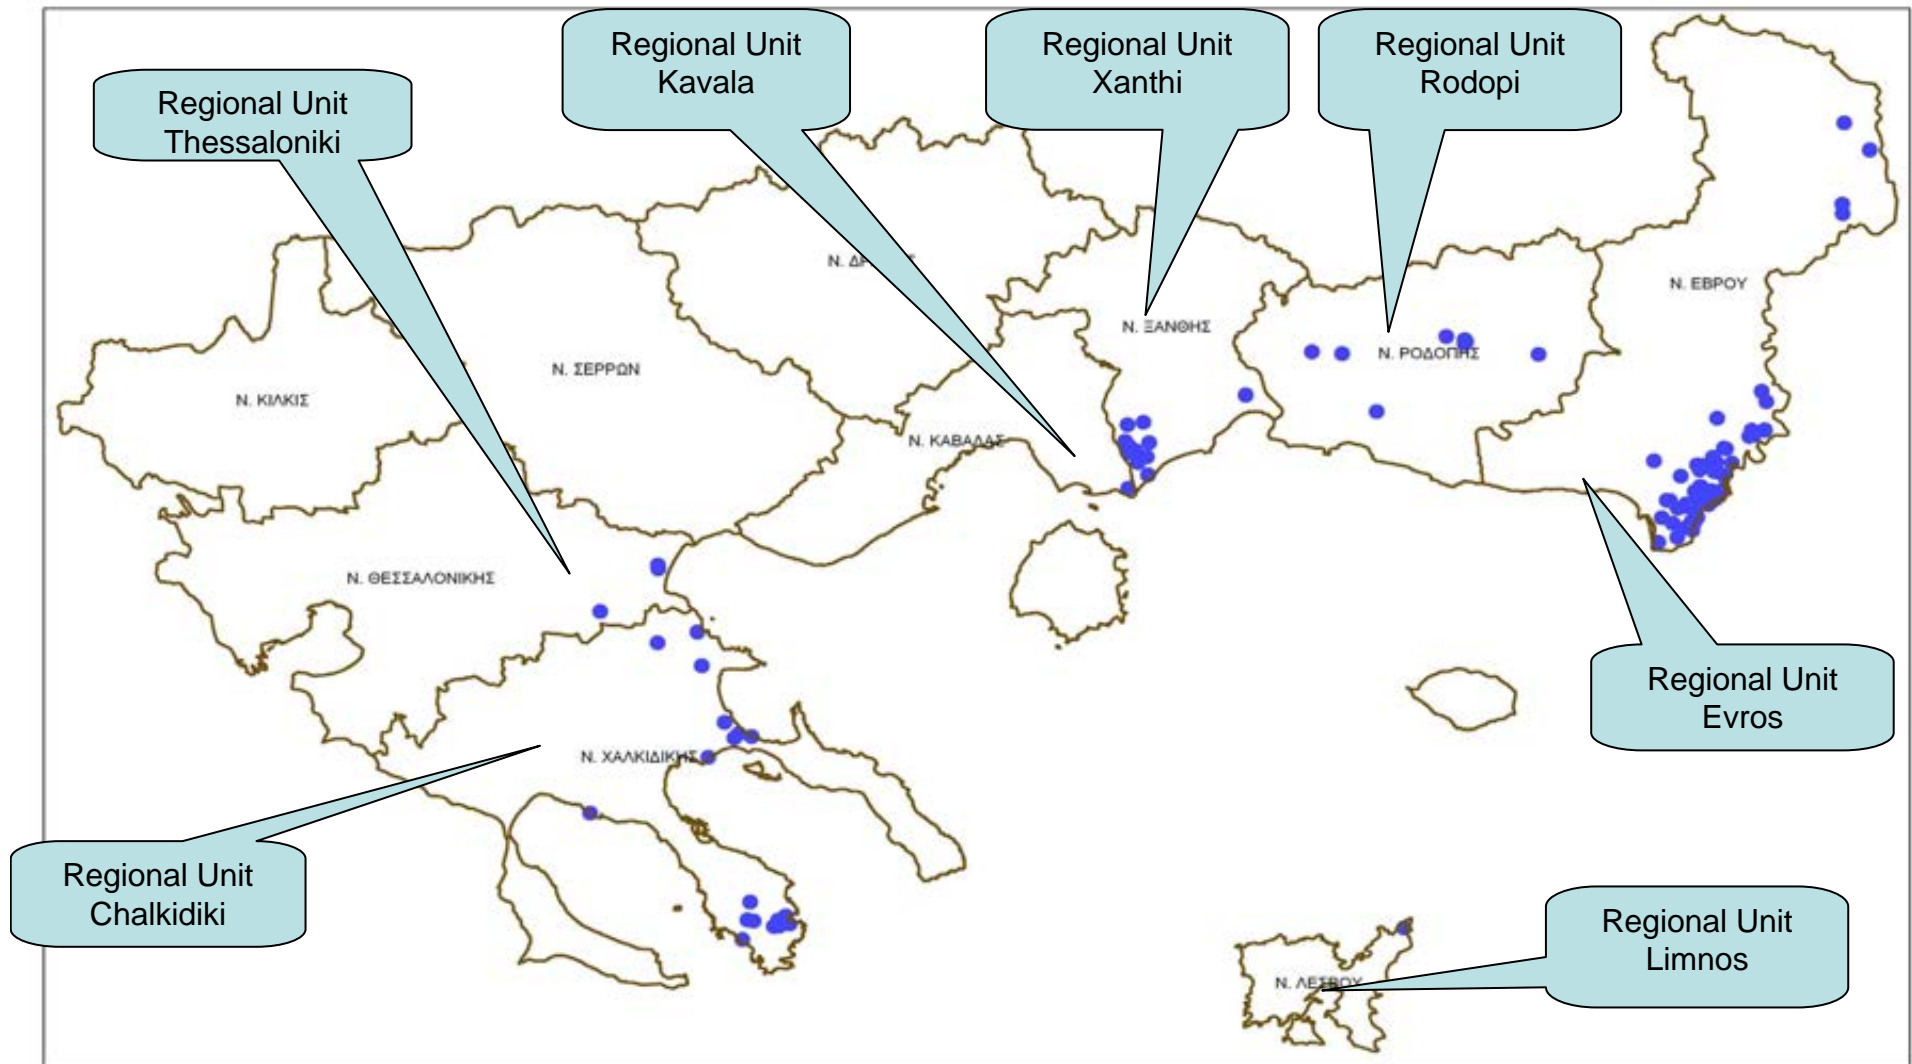 Regional Unit
Kavala
Regional Unit
Xanthi
Regional Unit
Rodopi
Regional Unit
Thessaloniki
Ν. ΕΒΡΟΥ
Ν. ΞΑΝΘΗΣ
Ν. ΡΟΔΟΠΗΣ
Ν. ΣΕΡΡΩΝ
Ν. ΚΙΛΚΙΣ
Ν. ΚΑΒΑΛΑΣ
Ν. ΘΕΣΣΑΛΟΝΙΚΗΣ
Regional Unit
Evros
Ν. ΧΑΛΚΙΔΙΚΗΣ
Regional Unit
Chalkidiki
Regional Unit
Limnos
Ν. ΛΕΣΒΟΥ